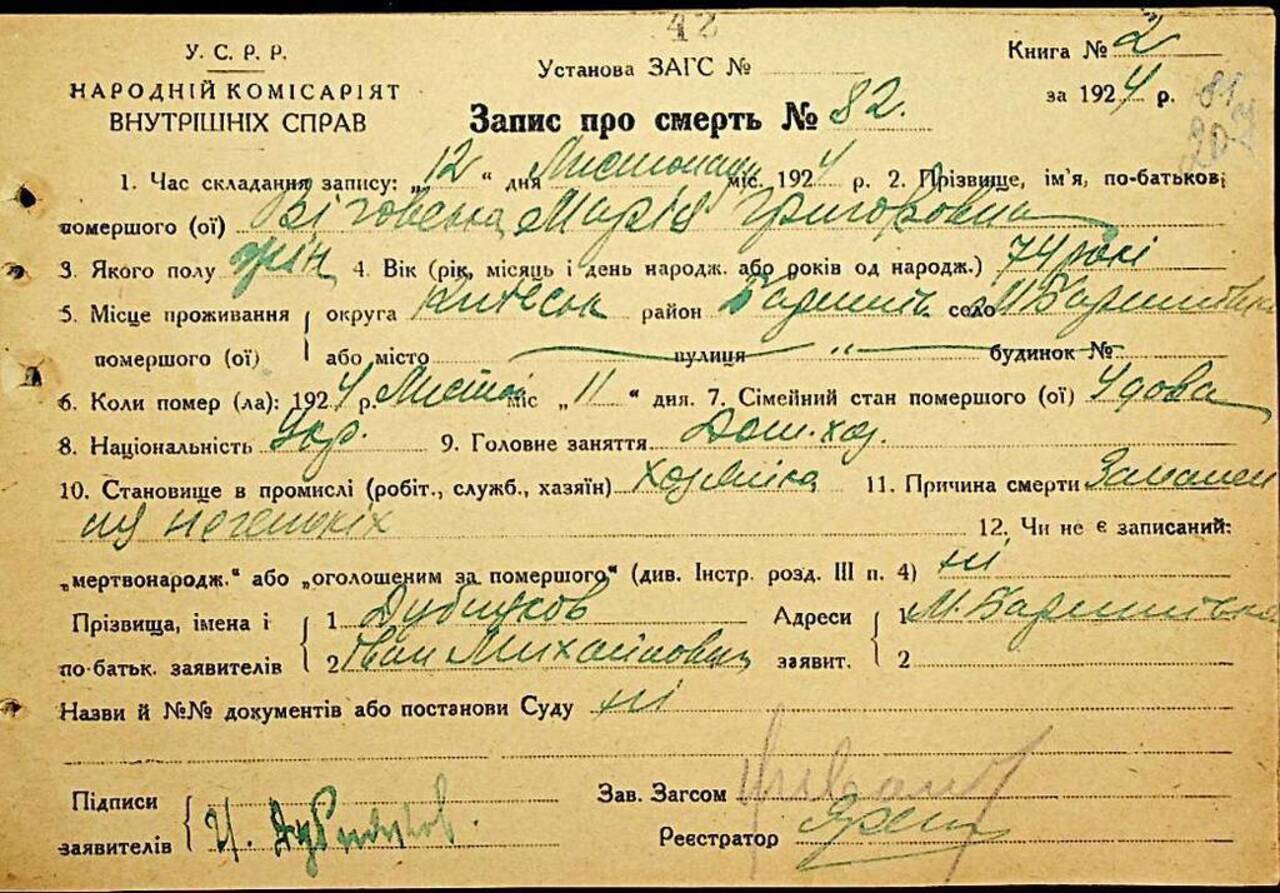 42
У. С. Р. Р.
НАРОДНІЙ КОМІСАРІЯТ
ВНУТРІШНІХ СПРАВ
Установа ЗАГС №
Книга № 2
за 1924 р.
81
Запис про смерть № 82.
1. Час складання запису: „12“ дня Листопада міс. 1924 р. 2. Прізвище, ім'я, по-батькові
помершого (ої) Марія Григоровна
3. Якого полу жін 4. Вік (рік, місяць і день народж. або років од народж.) 74 рокі
5. Місце проживання { округа Киівськ район Баришів. село М. Баришівка
помершого (ої) або місто вулиця „ будинок №
6. Коли помер (ла): 1924 р. Листоп міс „11“ дня. 7. Сімейний стан помершого (ої) Удова
8. Національність Укр. 9. Головне заняття Дом. хоз.
10. Становище в промислі (робіт., служб., хазяїн) хозяйка 11. Причина смерти
12. Чи не є записаний:
„мертвонародж.“ або „оголошеним за помершого“ (див. Інстр. розд. III п. 4) ні
Прізвища, імена і { 1 Адреси { 1 М. Баришівка
по-батьк. заявителів 2 Іван Михайлович заявит. 2
Назви й №№ документів або постанови Суду ні
Підписи
заявителів { И.
Зав. Загсом
Реєстратор